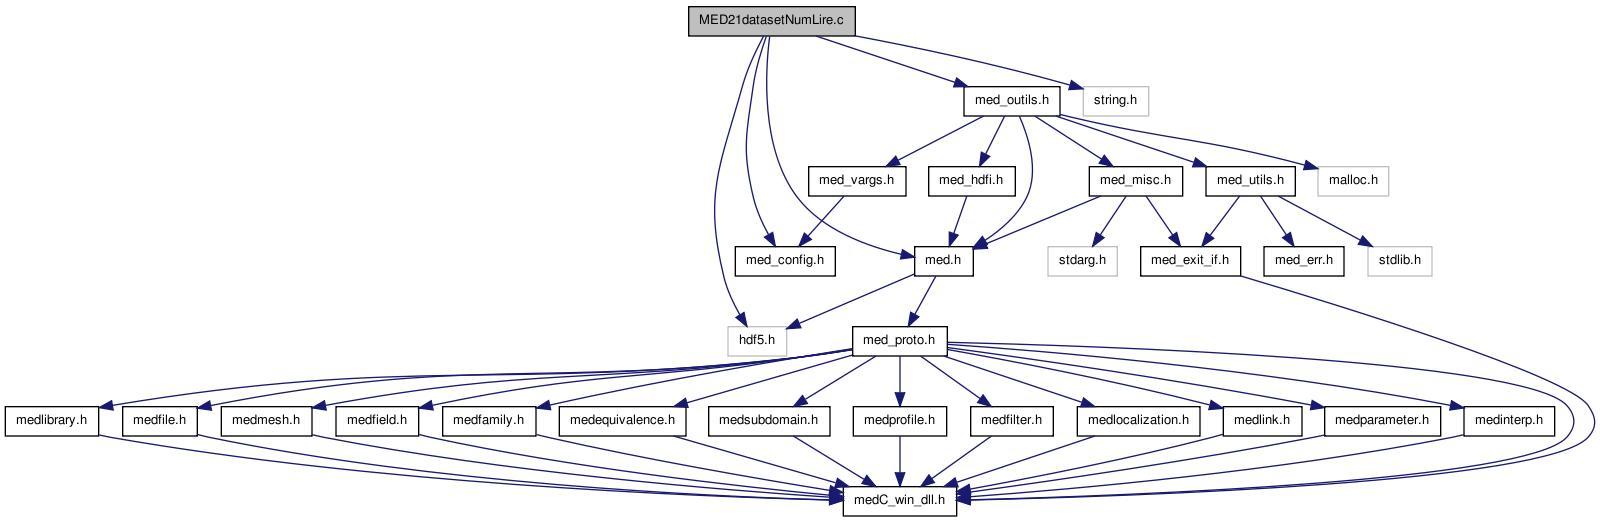 MED21datasetNumLire.c
med_outils.h
string.h
med_vargs.h
med_hdfi.h
med_misc.h
med_utils.h
malloc.h
med_config.h
med.h
stdarg.h
med_exit_if.h
med_err.h
stdlib.h
hdf5.h
med_proto.h
medlibrary.h
medfile.h
medmesh.h
medfield.h
medfamily.h
medequivalence.h
medsubdomain.h
medprofile.h
medfilter.h
medlocalization.h
medlink.h
medparameter.h
medinterp.h
medC_win_dll.h